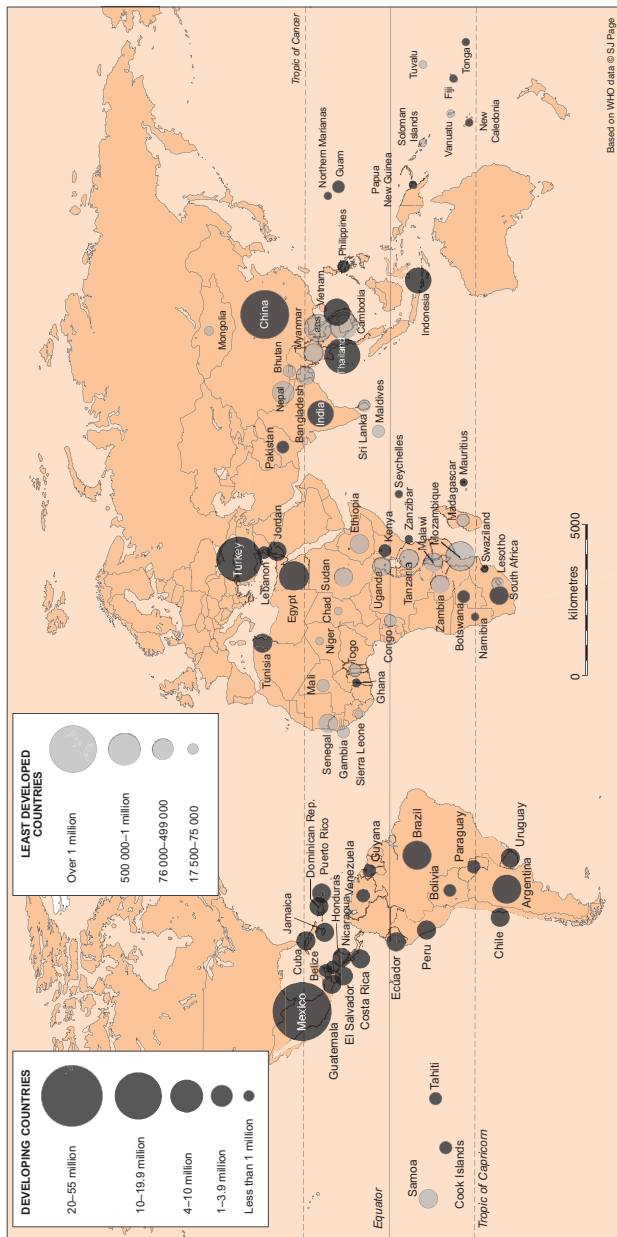 DEVELOPING COUNTRIES
20–55 million
10–19.9 million
4–10 million
1–3.9 million
Less than 1 million
LEAST DEVELOPED
COUNTRIES
Over 1 million
500 000–1 million
76 000–499 000
17 500–75 000
Mexico
Guatemala
Belize
El Salvador
Honduras
Nicaragua
Costa Rica
Cuba
Jamaica
Dominican Rep.
Puerto Rico
Venezuela
Guyana
Ecuador
Peru
Brazil
Bolivia
Paraguay
Chile
Argentina
Uruguay
Samoa
Cook Islands
Tahiti
Equator
Tropic of Capricorn
Tropic of Cancer
Tunisia
Turkey
Lebanon
Jordan
Egypt
Senegal
Gambia
Sierra Leone
Mali
Niger
Chad
Sudan
Ethiopia
Togo
Ghana
Congo
Uganda
Kenya
Tanzania
Zanzibar
Malawi
Mozambique
Madagascar
Mauritius
Seychelles
Zambia
Botswana
Namibia
Swaziland
Lesotho
South Africa
Pakistan
Nepal
Bhutan
Bangladesh
India
Sri Lanka
Maldives
Mongolia
China
Myanmar
Laos
Vietnam
Thailand
Cambodia
Philippines
Indonesia
Northern Marianas
Guam
Papua
New Guinea
Soloman
Islands
Tuvalu
Vanuatu
Fiji
Tonga
New
Caledonia
0
5000
kilometres
Based on WHO data © SJ Page